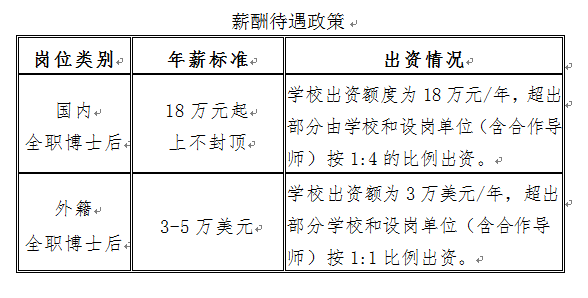 薪酬待遇政策
岗位类别
年薪标准
出资情况
国内
全职博士后
18万元起
上不封顶
学校出资额度为18万元/年，超出
部分由学校和设岗单位（含合作导
师）按1:4的比例出资。
外籍
全职博士后
3-5万美元
学校出资额为3万美元/年，超出
部分学校和设岗单位（含合作导
师）按1:1比例出资。